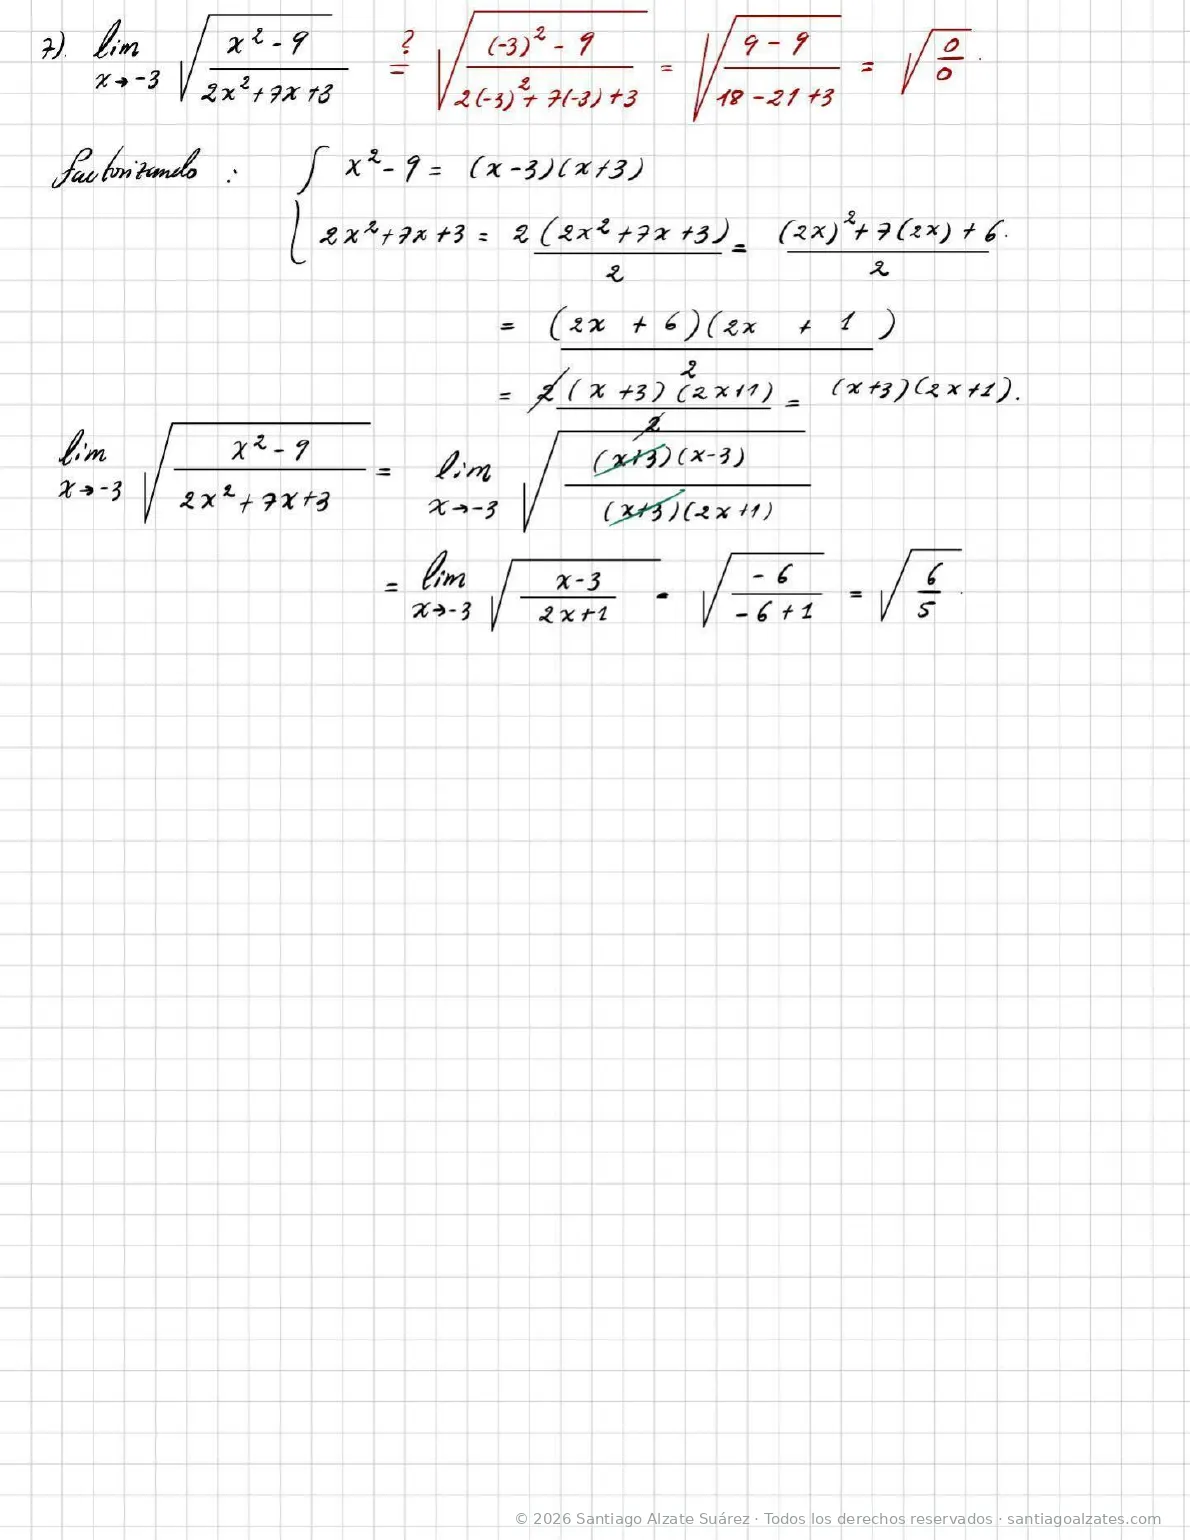 7). lim x→-3 √((x² - 9)/(2x² + 7x + 3)) ?= √(((-3)² - 9)/(2(-3)² + 7(-3) + 3)) = √((9 - 9)/(18 - 21 + 3)) = √(0/0).
Factorizando : { x² - 9 = (x - 3)(x + 3)
2x² + 7x + 3 = 2(2x² + 7x + 3)/2 = ((2x)² + 7(2x) + 6)/2.
= (2x + 6)(2x + 1)/2
= 2(x + 3)(2x + 1)/2 = (x + 3)(2x + 1).
lim x→-3 √((x² - 9)/(2x² + 7x + 3)) = lim x→-3 √((x+3)(x-3)/((x+3)(2x+1)))
= lim x→-3 √((x - 3)/(2x + 1)) = √(-6/(-6 + 1)) = √(6/5).
© 2026 Santiago Alzate Suárez · Todos los derechos reservados · santiagoalzates.com